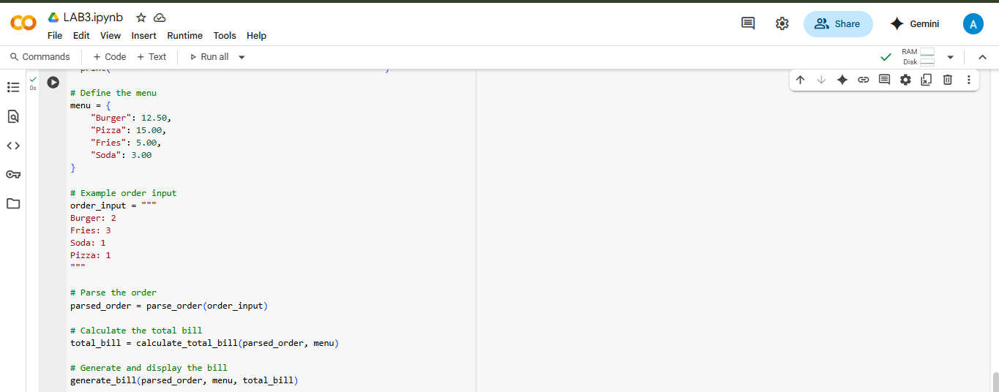 LAB3.ipynb
File Edit View Insert Runtime Tools Help
Share
Gemini
A
Commands + Code + Text Run all
RAM
Disk
0s
print( )
# Define the menu
menu = {
    "Burger": 12.50,
    "Pizza": 15.00,
    "Fries": 5.00,
    "Soda": 3.00
}
# Example order input
order_input = """
Burger: 2
Fries: 3
Soda: 1
Pizza: 1
"""
# Parse the order
parsed_order = parse_order(order_input)
# Calculate the total bill
total_bill = calculate_total_bill(parsed_order, menu)
# Generate and display the bill
generate_bill(parsed_order, menu, total_bill)